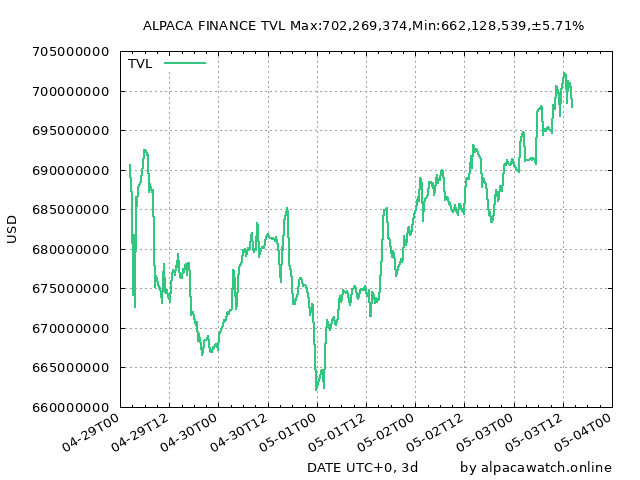 ALPACA FINANCE TVL Max:702,269,374,Min:662,128,539,±5.71%
TVL
705000000
700000000
695000000
690000000
685000000
680000000
675000000
670000000
665000000
660000000
USD
04-29T00
04-29T12
04-30T00
04-30T12
05-01T00
05-01T12
05-02T00
05-02T12
05-03T00
05-03T12
05-04T00
DATE UTC+0, 3d
by alpacawatch.online